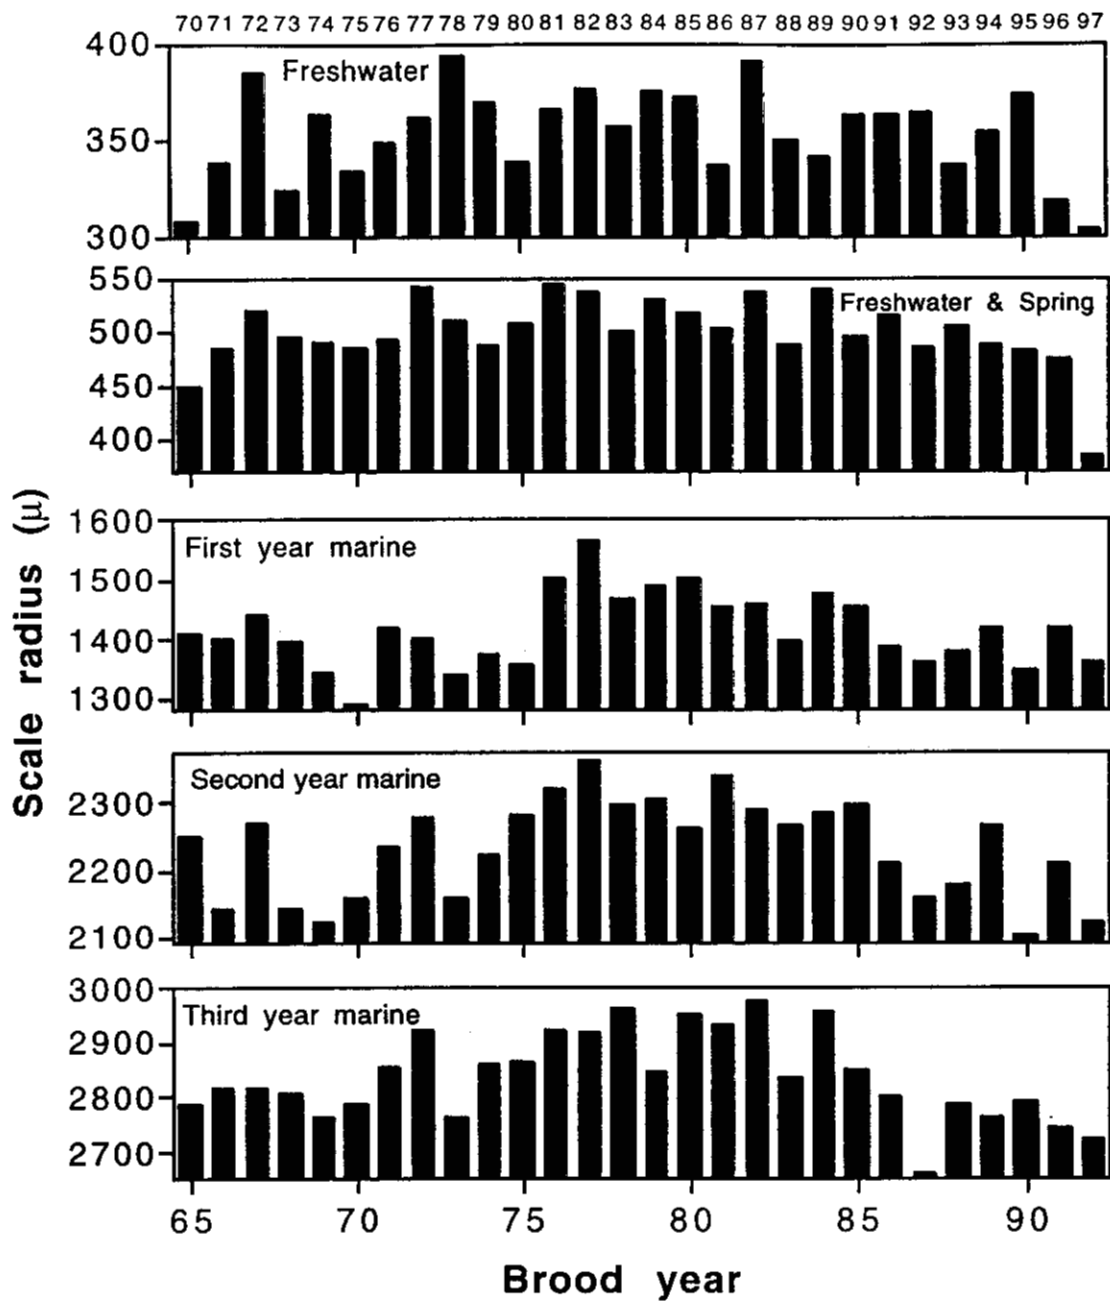 70 71 72 73 74 75 76 77 78 79 80 81 82 83 84 85 86 87 88 89 90 91 92 93 94 95 96 97
400
Freshwater
350
300
550
Freshwater & Spring
500
450
400
1600
First year marine
1500
1400
1300
Second year marine
2300
2200
2100
3000
Third year marine
2900
2800
2700
65 70 75 80 85 90
Brood year
Scale radius (μ)